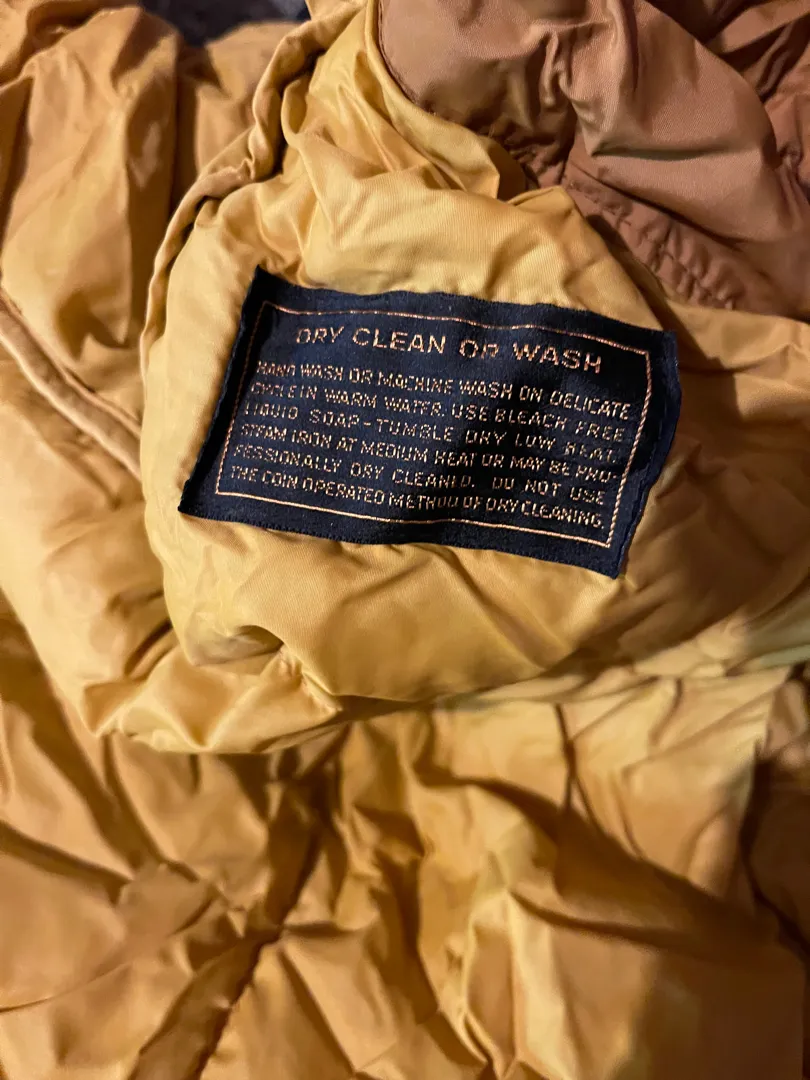 DRY CLEAN OR WASH
HAND WASH OR MACHINE WASH ON DELICATE
CYCLE IN WARM WATER. USE BLEACH FREE
LIQUID SOAP-TUMBLE DRY LOW HEAT.
STEAM IRON AT MEDIUM HEAT OR MAY BE PRO-
FESSIONALLY DRY CLEANED. DO NOT USE
THE COIN OPERATED METHOD OF DRY CLEANING